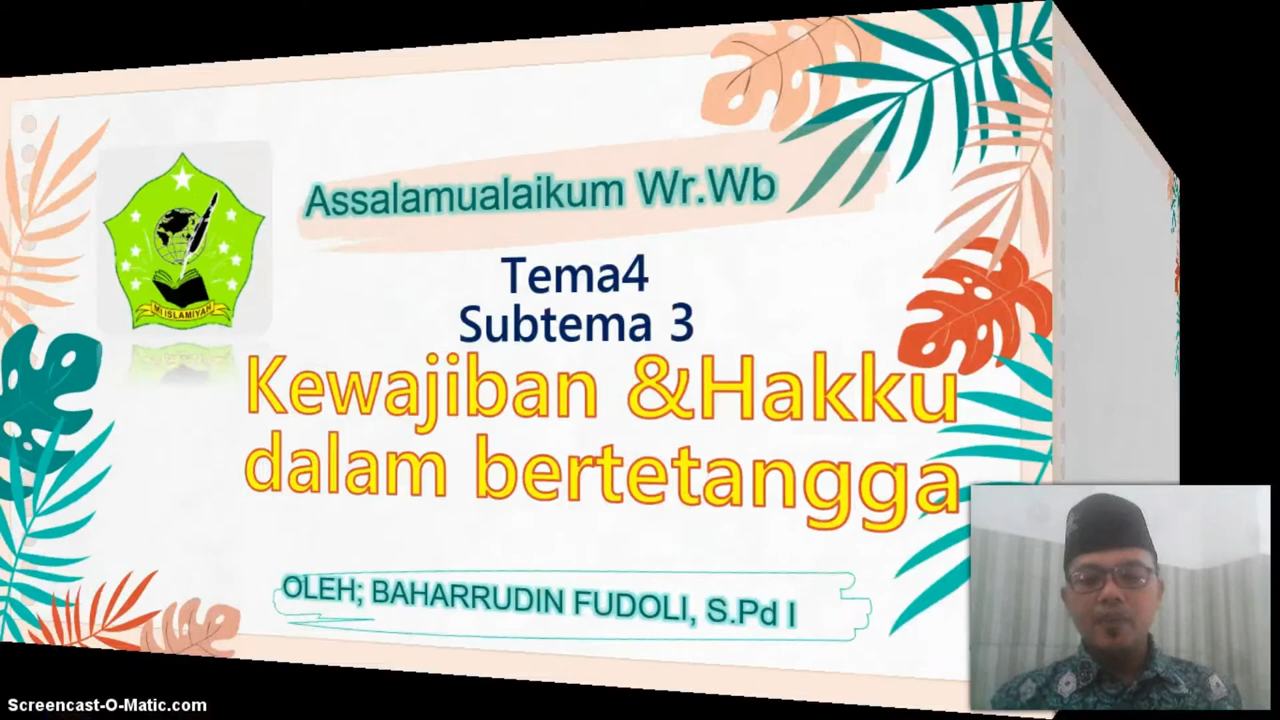 Assalamualaikum Wr.Wb
Tema4
Subtema 3
Kewajiban &Hakku
dalam bertetangga
MI ISLAMIYAH
OLEH; BAHARRUDIN FUDOLI, S.Pd I
Screencast-O-Matic.com